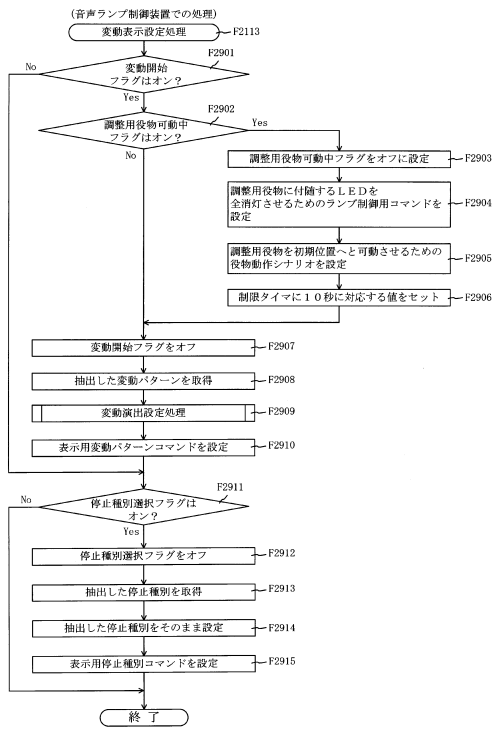 (音声ランプ制御装置での処理)
変動表示設定処理
F2113
F2901
変動開始
フラグはオン?
No
Yes
F2902
調整用役物可動中
フラグはオン?
Yes
No
調整用役物可動中フラグをオフに設定
F2903
調整用役物に付随するLEDを
全消灯させるためのランプ制御用コマンドを
設定
F2904
調整用役物を初期位置へと可動させるための
役物動作シナリオを設定
F2905
制限タイマに10秒に対応する値をセット
F2906
変動開始フラグをオフ
F2907
抽出した変動パターンを取得
F2908
変動演出設定処理
F2909
表示用変動パターンコマンドを設定
F2910
F2911
停止種別選択フラグは
オン?
No
Yes
停止種別選択フラグをオフ
F2912
抽出した停止種別を取得
F2913
抽出した停止種別をそのまま設定
F2914
表示用停止種別コマンドを設定
F2915
終了